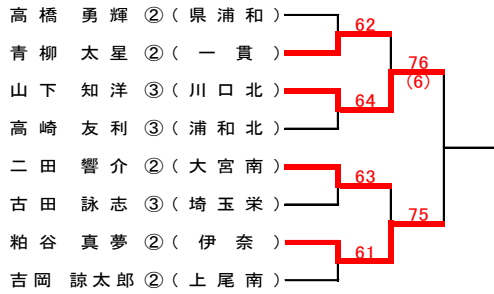 高橋 勇輝 ② ( 県浦和 )
62
青柳 太星 ② ( 一貫 )
76
(6)
山下 知洋 ③ ( 川口北 )
64
高崎 友利 ③ ( 浦和北 )
二田 響介 ② ( 大宮南 )
63
古田 詠志 ③ ( 埼玉栄 )
75
粕谷 真夢 ② ( 伊奈 )
61
吉岡 諒太郎 ② ( 上尾南 )